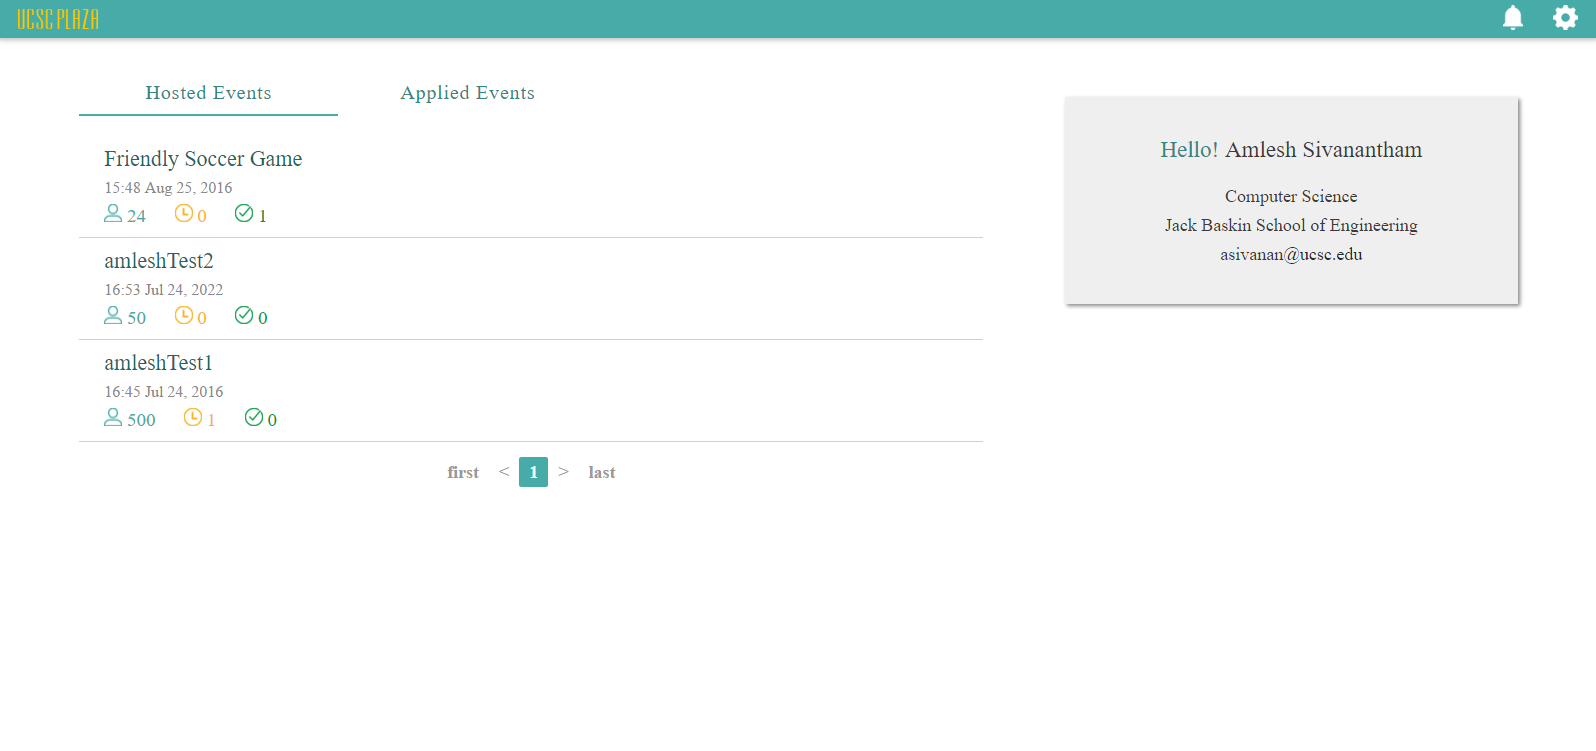 UCSC PLAZA
Hosted Events
Applied Events
Friendly Soccer Game
15:48 Aug 25, 2016
24 0 1
amleshTest2
16:53 Jul 24, 2022
50 0 0
amleshTest1
16:45 Jul 24, 2016
500 1 0
first < 1 > last
Hello! Amlesh Sivanantham
Computer Science
Jack Baskin School of Engineering
asivanan@ucsc.edu